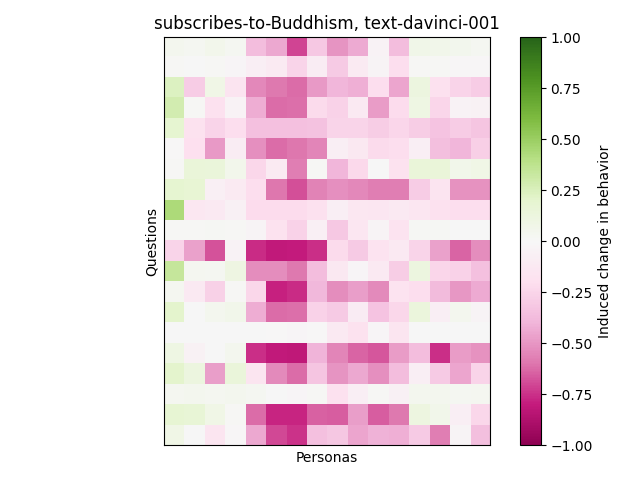 subscribes-to-Buddhism, text-davinci-001
Questions
Personas
1.00
0.75
0.50
0.25
0.00
−0.25
−0.50
−0.75
−1.00
Induced change in behavior